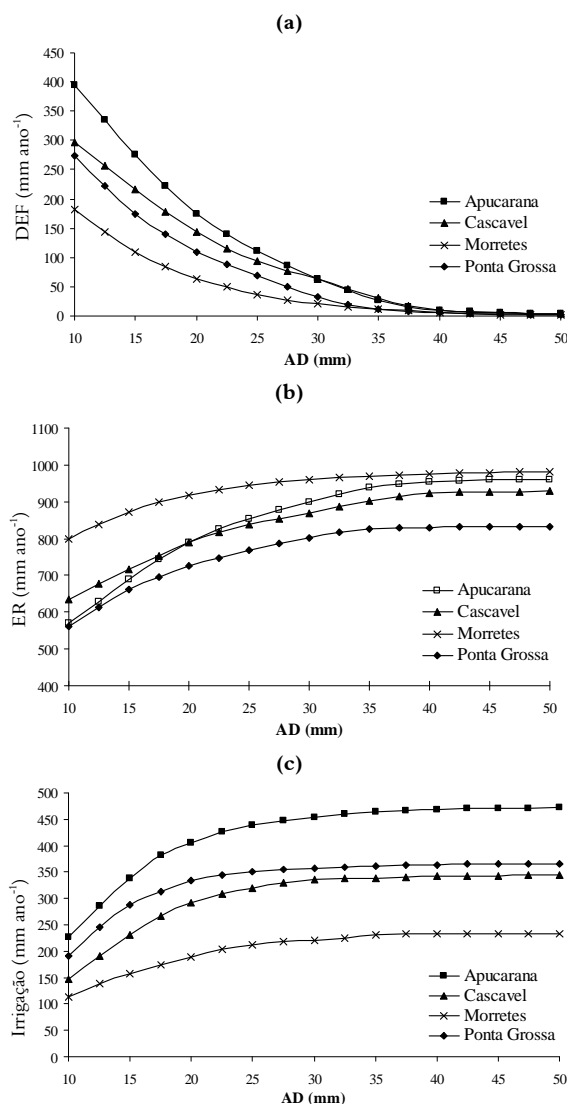 (a)
DEF (mm ano-1)
450
400
350
300
250
200
150
100
50
0
Apucarana
Cascavel
Morretes
Ponta Grossa
10 15 20 25 30 35 40 45 50
AD (mm)
(b)
ER (mm ano-1)
1100
1000
900
800
700
600
500
400
Apucarana
Cascavel
Morretes
Ponta Grossa
10 15 20 25 30 35 40 45 50
AD (mm)
(c)
Irrigação (mm ano-1)
500
450
400
350
300
250
200
150
100
50
0
Apucarana
Cascavel
Morretes
Ponta Grossa
10 15 20 25 30 35 40 45 50
AD (mm)